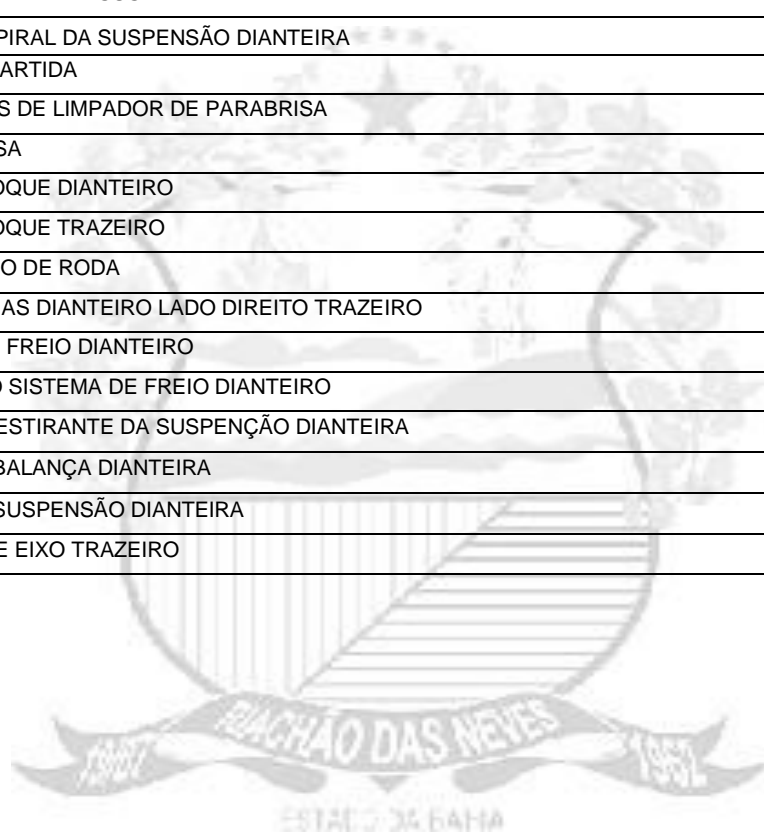 PIRAL DA SUSPENSÃO DIANTEIRA
ARTIDA
S DE LIMPADOR DE PARABRISA
SA
OQUE DIANTEIRO
OQUE TRAZEIRO
O DE RODA
AS DIANTEIRO LADO DIREITO TRAZEIRO
FREIO DIANTEIRO
O SISTEMA DE FREIO DIANTEIRO
ESTIRANTE DA SUSPENÇÃO DIANTEIRA
BALANÇA DIANTEIRA
SUSPENSÃO DIANTEIRA
E EIXO TRAZEIRO
RIACHÃO DAS NEVES
1962
ESTADO DA BAHIA